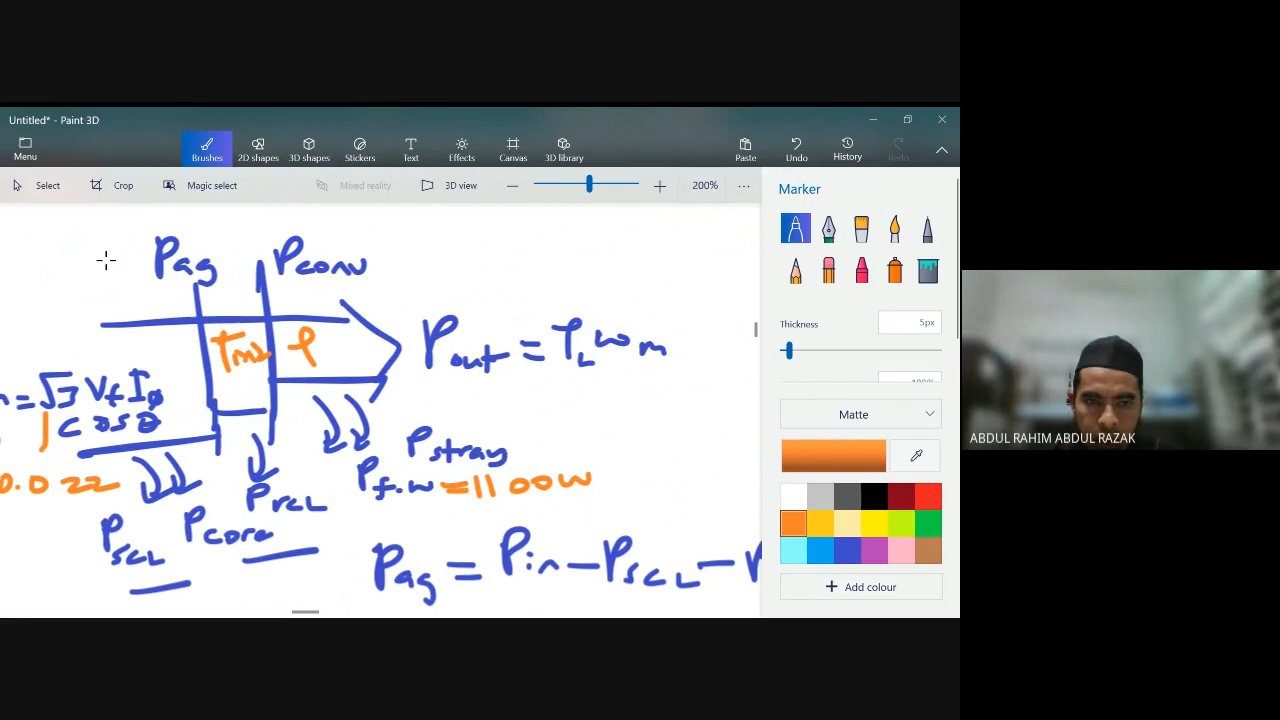 Untitled* - Paint 3D
Menu
Brushes 2D shapes 3D shapes Stickers Text Effects Canvas 3D library Paste Undo History Redo
Select Crop Magic select Mixed reality 3D view 200%
Marker
Thickness 5px
Matte
Add colour
Pag Pconv
Pout = TLωm
= √3 VT Iφ
cos θ
Pstray
0.022
Pf.w = 1100W
PRCL
Pcore
PSCL
Pag = Pin - PSCL -
ABDUL RAHIM ABDUL RAZAK